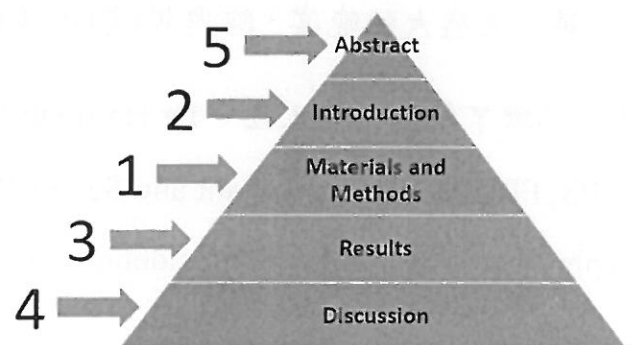 5 Abstract
2 Introduction
1 Materials and
Methods
3 Results
4 Discussion